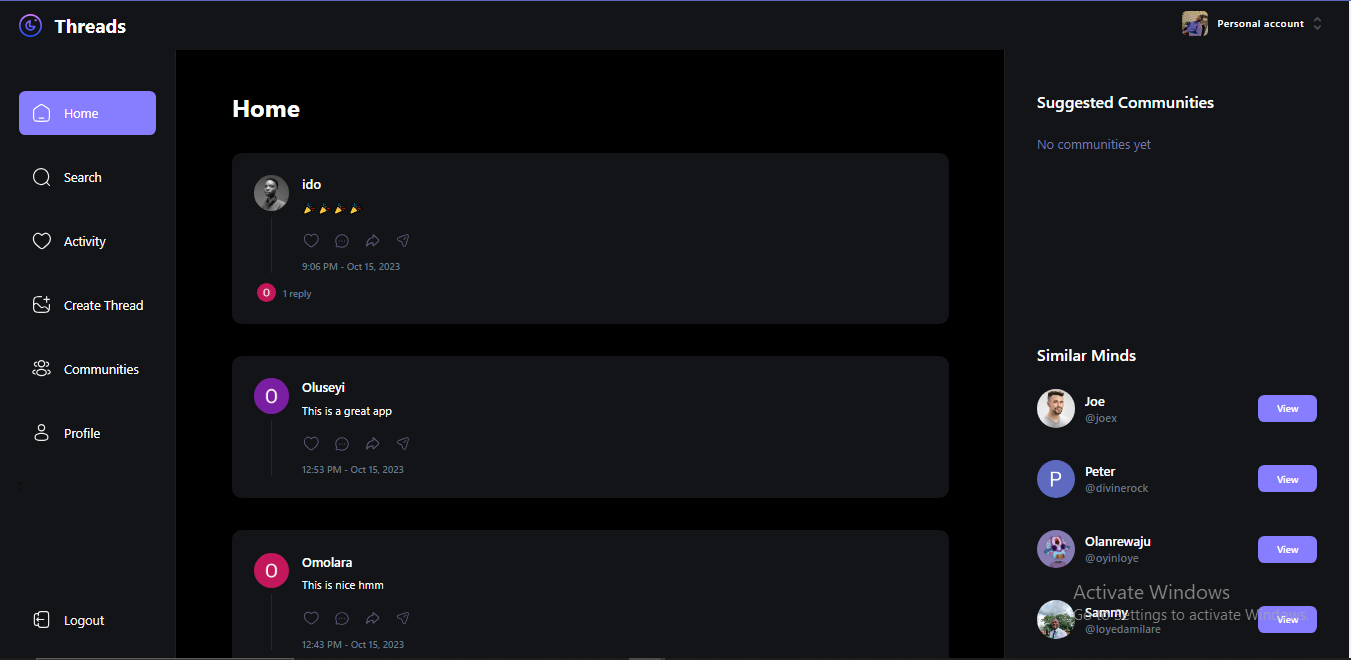 Threads
Personal account
Home
Search
Activity
Create Thread
Communities
Profile
Logout
Home
ido
🎉 🎉 🎉 🎉
9:06 PM - Oct 15, 2023
O
1 reply
O
Oluseyi
This is a great app
12:53 PM - Oct 15, 2023
O
Omolara
This is nice hmm
12:43 PM - Oct 15, 2023
Suggested Communities
No communities yet
Similar Minds
Joe
@joex
View
P
Peter
@divinerock
View
Olanrewaju
@oyinloye
View
Sammy
@loyedamilare
View
Activate Windows
Go to Settings to activate Windows.